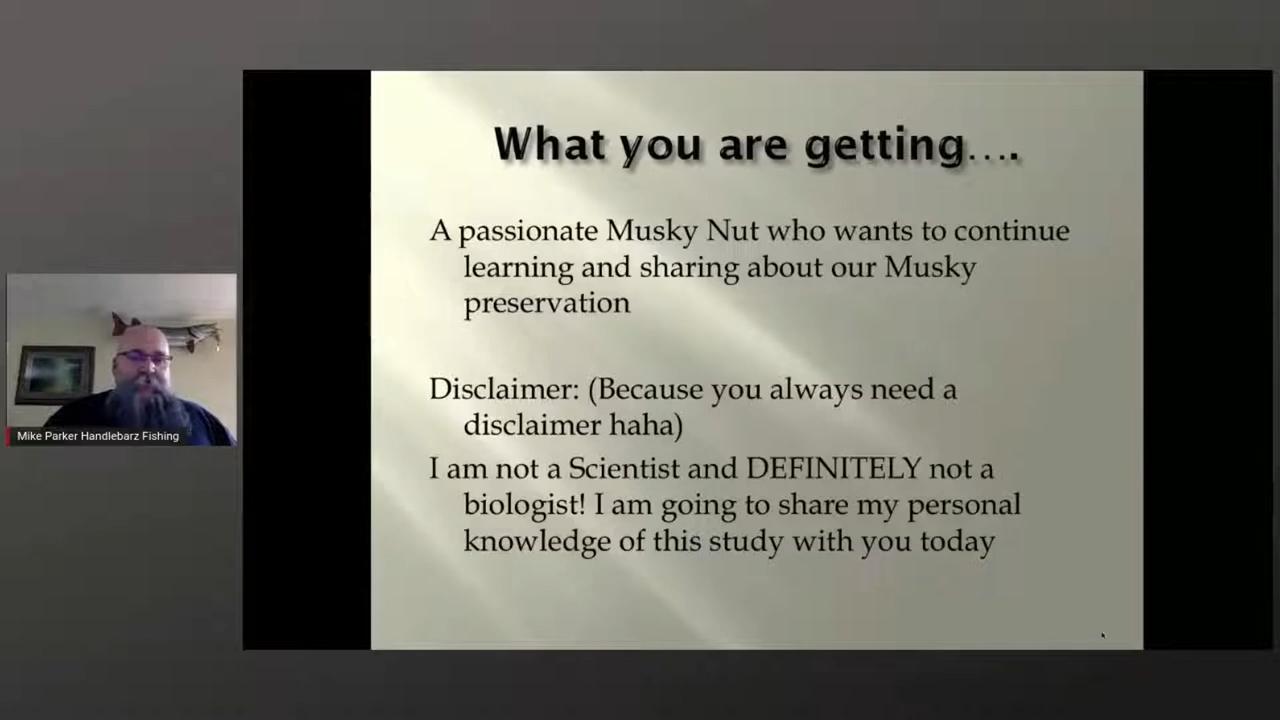 What you are getting….
A passionate Musky Nut who wants to continue
learning and sharing about our Musky
preservation
Disclaimer: (Because you always need a
disclaimer haha)
I am not a Scientist and DEFINITELY not a
biologist! I am going to share my personal
knowledge of this study with you today
Mike Parker Handlebarz Fishing